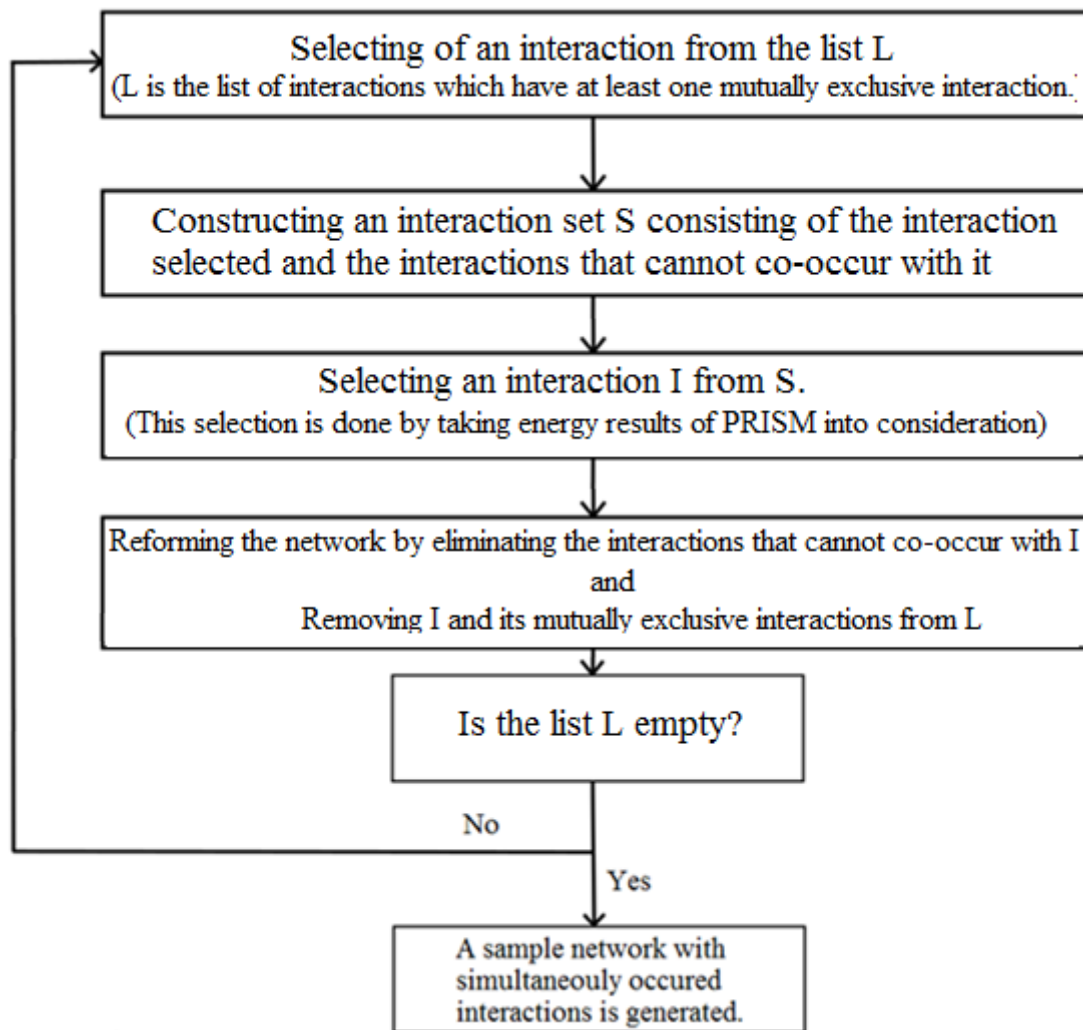 Selecting of an interaction from the list L
(L is the list of interactions which have at least one mutually exclusive interaction.)
Constructing an interaction set S consisting of the interaction
selected and the interactions that cannot co-occur with it
Selecting an interaction I from S.
(This selection is done by taking energy results of PRISM into consideration)
Reforming the network by eliminating the interactions that cannot co-occur with I
and
Removing I and its mutually exclusive interactions from L
Is the list L empty?
No
Yes
A sample network with
simultaneouly occured
interactions is generated.